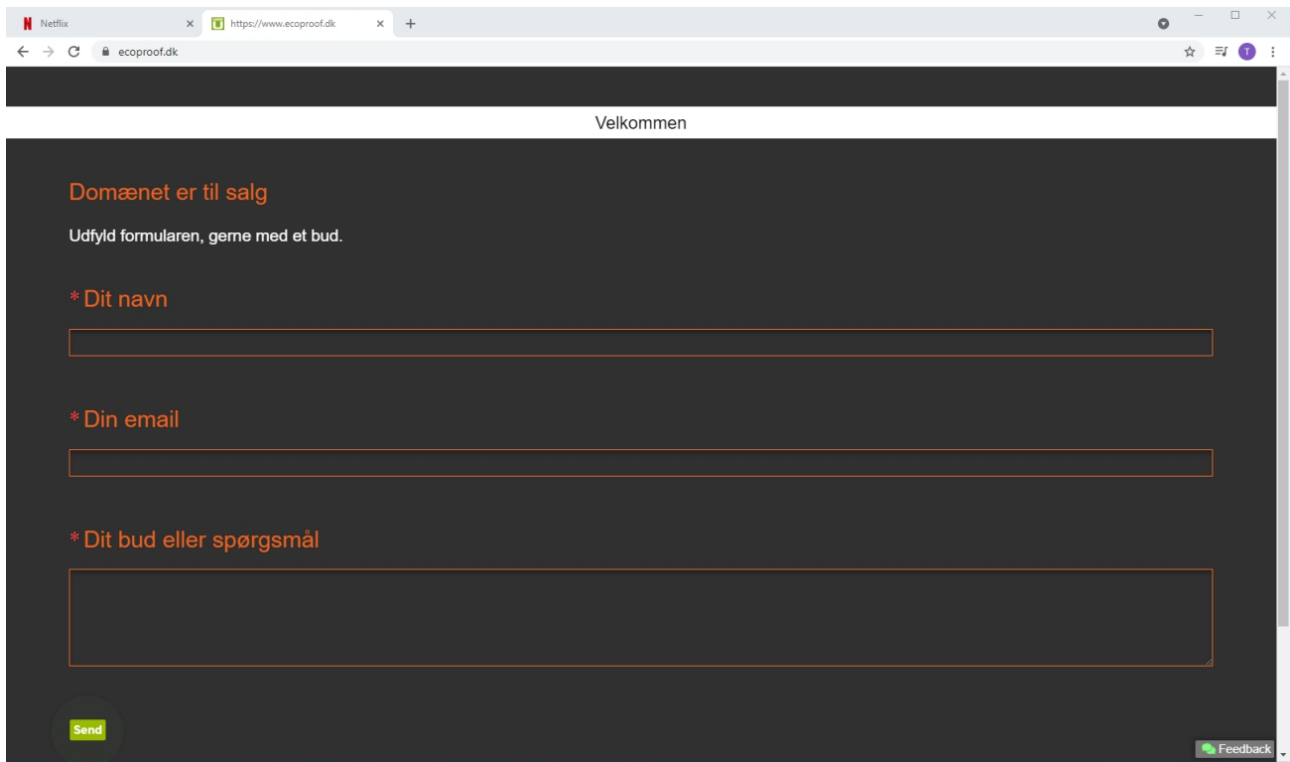 Netflix
https://www.ecoproof.dk
ecoproof.dk
T
Velkommen
Domænet er til salg
Udfyld formularen, gerne med et bud.
* Dit navn
* Din email
* Dit bud eller spørgsmål
Send
Feedback